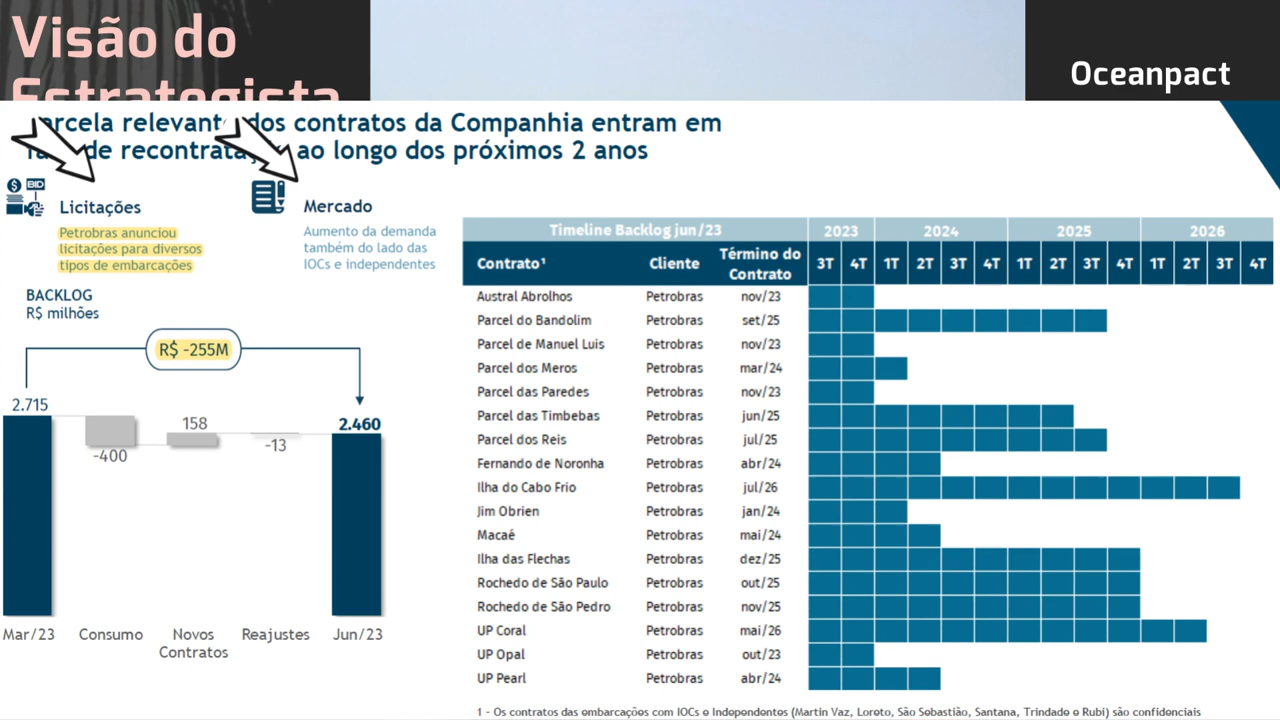 Visão do
Estrategista
Oceanpact
Parcela relevante dos contratos da Companhia entram em
de recontratação ao longo dos próximos 2 anos
$ BID
Licitações
Petrobras anunciou
licitações para diversos
tipos de embarcações
Mercado
Aumento da demanda
também do lado das
IOCs e independentes
BACKLOG
R$ milhões
R$ -255M
2.715
-400
158
-13
2.460
Mar/23 Consumo Novos Contratos Reajustes Jun/23
Timeline Backlog jun/23 2023 2024 2025 2026
Contrato¹ Cliente Término do Contrato 3T 4T 1T 2T 3T 4T 1T 2T 3T 4T 1T 2T 3T 4T
Austral Abrolhos Petrobras nov/23
Parcel do Bandolim Petrobras set/25
Parcel de Manuel Luis Petrobras nov/23
Parcel dos Meros Petrobras mar/24
Parcel das Paredes Petrobras nov/23
Parcel das Timbebas Petrobras jun/25
Parcel dos Reis Petrobras jul/25
Fernando de Noronha Petrobras abr/24
Ilha do Cabo Frio Petrobras jul/26
Jim Obrien Petrobras jan/24
Macaé Petrobras mai/24
Ilha das Flechas Petrobras dez/25
Rochedo de São Paulo Petrobras out/25
Rochedo de São Pedro Petrobras nov/25
UP Coral Petrobras mai/26
UP Opal Petrobras out/23
UP Pearl Petrobras abr/24
1 - Os contratos das embarcações com IOCs e Independentes (Martin Vaz, Loreto, São Sebastião, Santana, Trindade e Rubi) são confidenciais